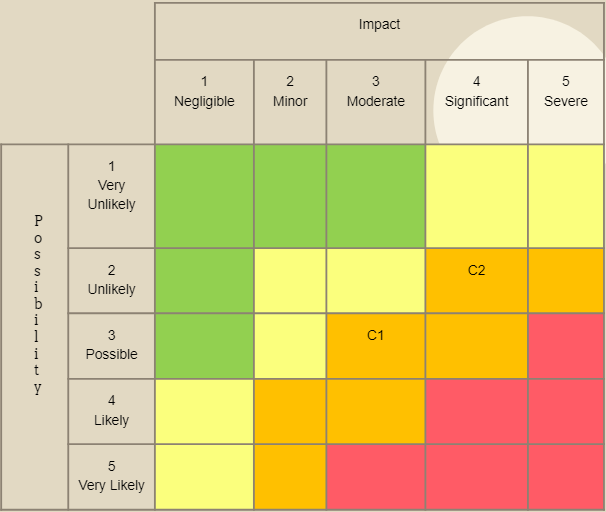 Impact
1
Negligible
2
Minor
3
Moderate
4
Significant
5
Severe
Possibility
1
Very
Unlikely
2
Unlikely
C2
3
Possible
C1
4
Likely
5
Very Likely